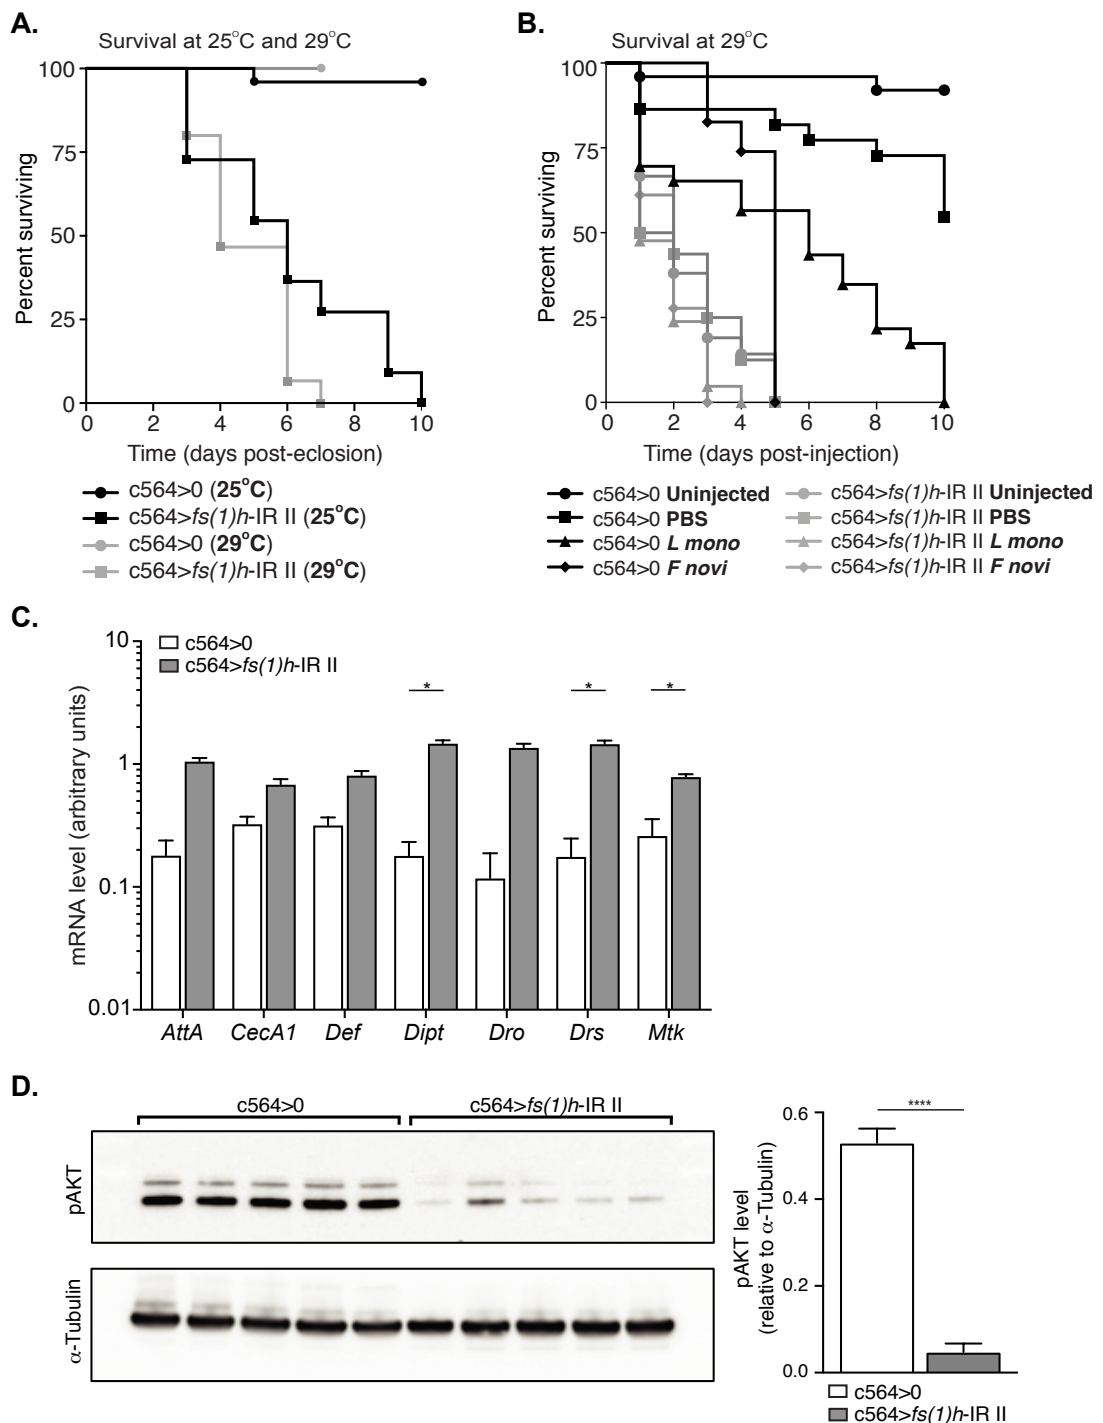 A.
Survival at 25°C and 29°C
Percent surviving
100
75
50
25
0
0 2 4 6 8 10
Time (days post-eclosion)
c564>0 (25°C)
c564>fs(1)h-IR II (25°C)
c564>0 (29°C)
c564>fs(1)h-IR II (29°C)
B.
Survival at 29°C
Percent surviving
100
75
50
25
0
0 2 4 6 8 10
Time (days post-injection)
c564>0 Uninjected
c564>0 PBS
c564>0 L mono
c564>0 F novi
c564>fs(1)h-IR II Uninjected
c564>fs(1)h-IR II PBS
c564>fs(1)h-IR II L mono
c564>fs(1)h-IR II F novi
C.
c564>0
c564>fs(1)h-IR II
mRNA level (arbitrary units)
10
1
0.1
0.01
* * *
AttA CecA1 Def Dipt Dro Drs Mtk
D.
c564>0 c564>fs(1)h-IR II
pAKT
α-Tubulin
pAKT level
(relative to α-Tubulin)
0.6
0.4
0.2
0.0
****
c564>0
c564>fs(1)h-IR II